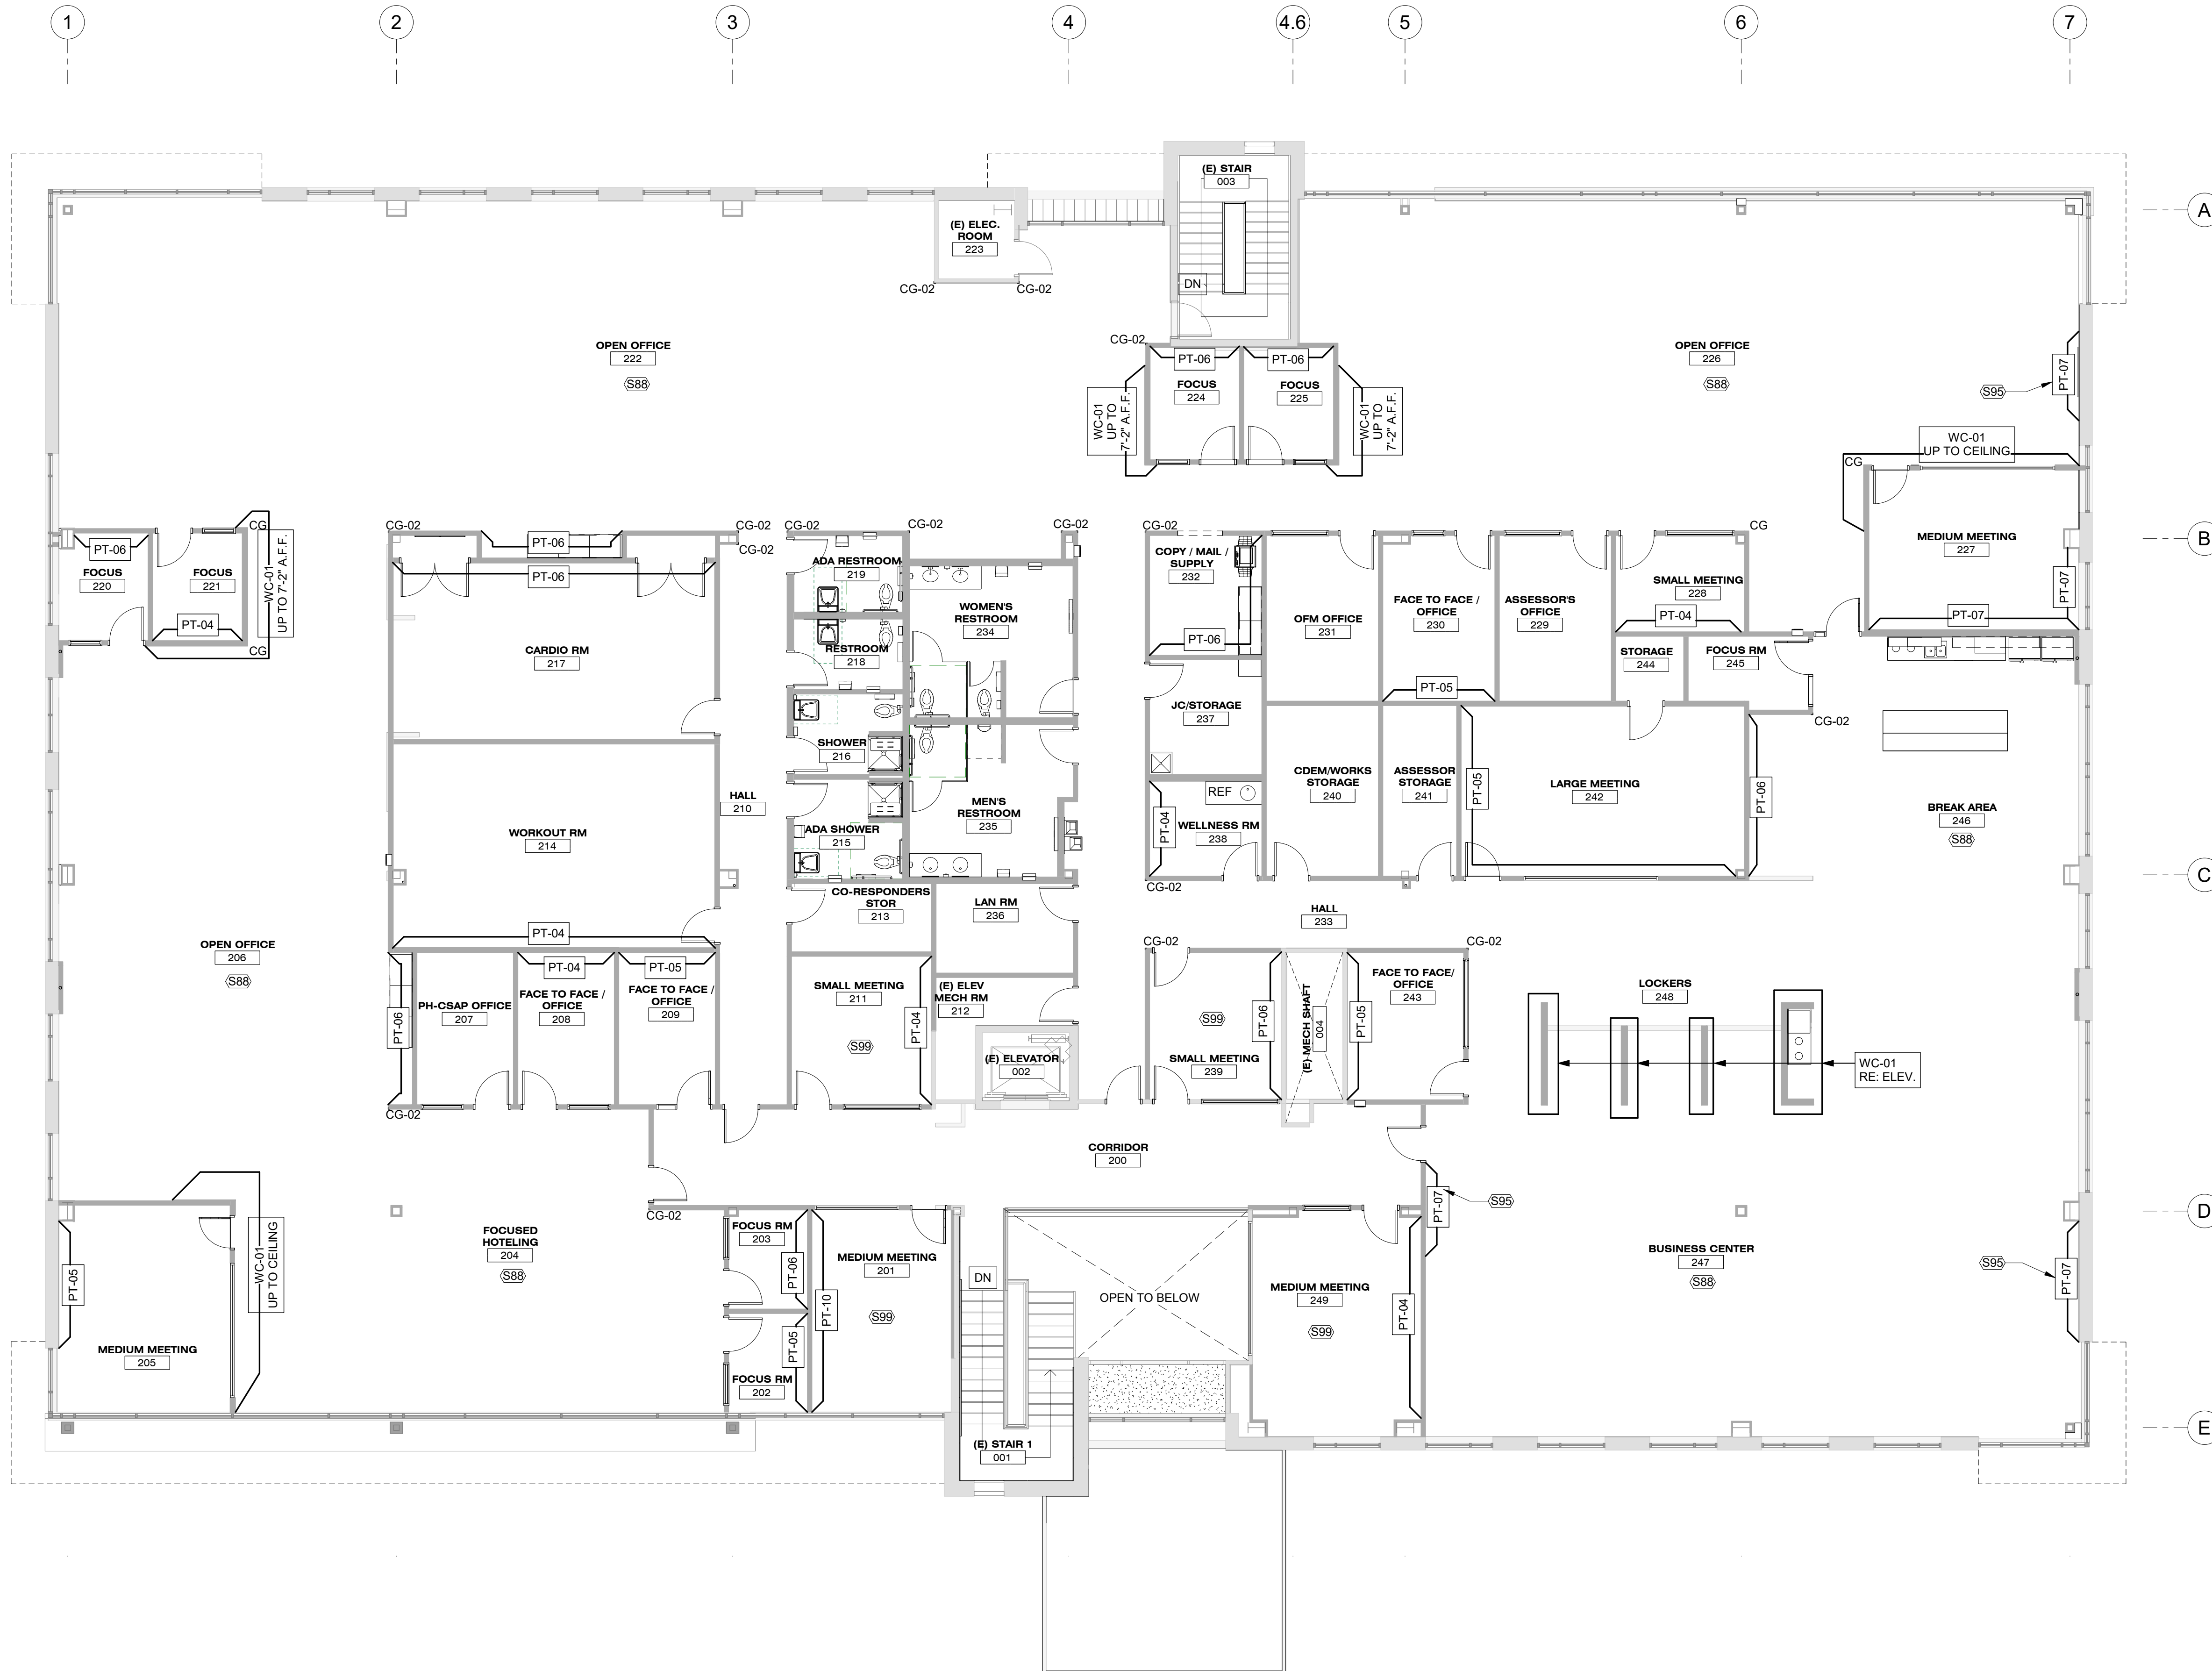 1
2
3
4
4.6
5
6
7
A
B
C
D
E
(E) STAIR
003
DN
(E) ELEC.
ROOM
223
CG-02
CG-02
OPEN OFFICE
222
S88
CG-02
PT-06
PT-06
FOCUS
224
FOCUS
225
WC-01
UP TO
7'-2" A.F.F.
WC-01
UP TO
7'-2" A.F.F.
OPEN OFFICE
226
S88
S95
PT-07
WC-01
UP TO CEILING
CG
MEDIUM MEETING
227
PT-07
PT-07
CG
PT-06
FOCUS
220
FOCUS
221
PT-04
CG
WC-01
UP TO 7'-2" A.F.F.
CG-02
PT-06
CG-02
CG-02
PT-06
CARDIO RM
217
CG-02
CG-02
CG-02
ADA RESTROOM
219
RESTROOM
218
WOMEN'S
RESTROOM
234
SHOWER
216
ADA SHOWER
215
MEN'S
RESTROOM
235
HALL
210
WORKOUT RM
214
PT-04
CG-02
COPY / MAIL /
SUPPLY
232
PT-06
JC/STORAGE
237
REF
PT-04
WELLNESS RM
238
CG-02
OFM OFFICE
231
FACE TO FACE /
OFFICE
230
PT-05
ASSESSOR'S
OFFICE
229
CG
SMALL MEETING
228
PT-04
STORAGE
244
FOCUS RM
245
CG-02
CDEM/WORKS
STORAGE
240
ASSESSOR
STORAGE
241
PT-05
LARGE MEETING
242
PT-06
BREAK AREA
246
S88
CO-RESPONDERS
STOR
213
LAN RM
236
HALL
233
OPEN OFFICE
206
S88
PT-06
PH-CSAP OFFICE
207
PT-04
FACE TO FACE /
OFFICE
208
PT-05
FACE TO FACE /
OFFICE
209
CG-02
SMALL MEETING
211
S99
PT-04
(E) ELEV
MECH RM
212
(E) ELEVATOR
002
CG-02
S99
SMALL MEETING
239
PT-06
(E) MECH SHAFT
004
PT-05
FACE TO FACE/
OFFICE
243
CG-02
LOCKERS
248
WC-01
RE: ELEV.
CORRIDOR
200
PT-07
S95
CG-02
FOCUSED
HOTELING
204
S88
WC-01
UP TO CEILING
PT-05
MEDIUM MEETING
205
FOCUS RM
203
PT-06
PT-05
FOCUS RM
202
PT-10
MEDIUM MEETING
201
S99
DN
(E) STAIR 1
001
OPEN TO BELOW
MEDIUM MEETING
249
S99
PT-04
BUSINESS CENTER
247
S88
S95
PT-07